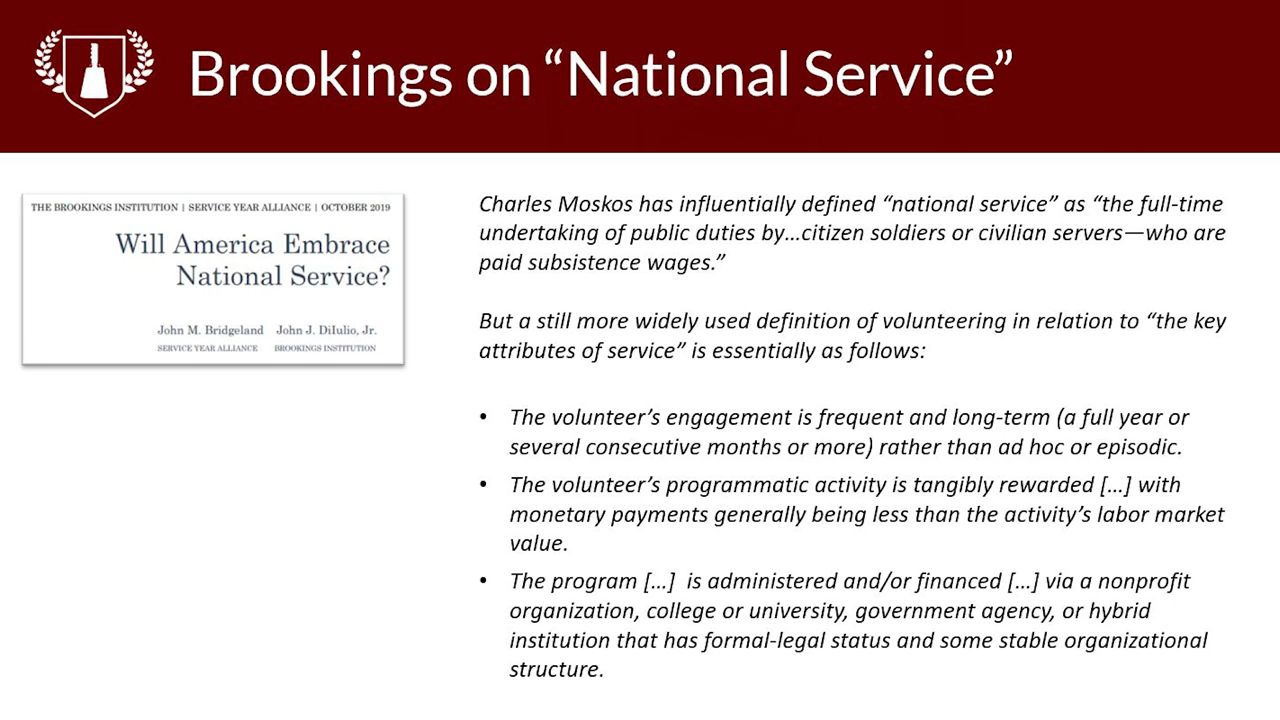 Brookings on “National Service”
THE BROOKINGS INSTITUTION | SERVICE YEAR ALLIANCE | OCTOBER 2019
Will America Embrace
National Service?
John M. Bridgeland John J. DiIulio, Jr.
SERVICE YEAR ALLIANCE BROOKINGS INSTITUTION
Charles Moskos has influentially defined “national service” as “the full-time
undertaking of public duties by…citizen soldiers or civilian servers—who are
paid subsistence wages.”
But a still more widely used definition of volunteering in relation to “the key
attributes of service” is essentially as follows:
• The volunteer’s engagement is frequent and long-term (a full year or
several consecutive months or more) rather than ad hoc or episodic.
• The volunteer’s programmatic activity is tangibly rewarded […] with
monetary payments generally being less than the activity’s labor market
value.
• The program […] is administered and/or financed […] via a nonprofit
organization, college or university, government agency, or hybrid
institution that has formal-legal status and some stable organizational
structure.